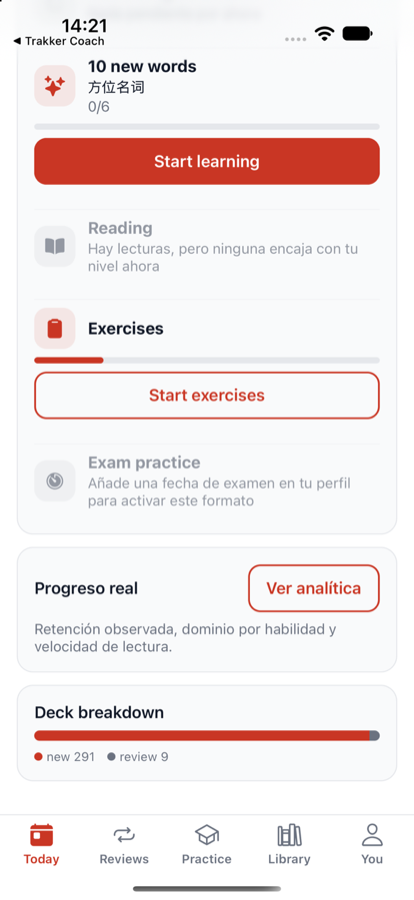 14:21
◀ Trakker Coach
10 new words
方位名词
0/6
Start learning
Reading
Hay lecturas, pero ninguna encaja con tu
nivel ahora
Exercises
Start exercises
Exam practice
Añade una fecha de examen en tu perfil
para activar este formato
Progreso real
Ver analítica
Retención observada, dominio por habilidad y
velocidad de lectura.
Deck breakdown
new 291 review 9
Today Reviews Practice Library You